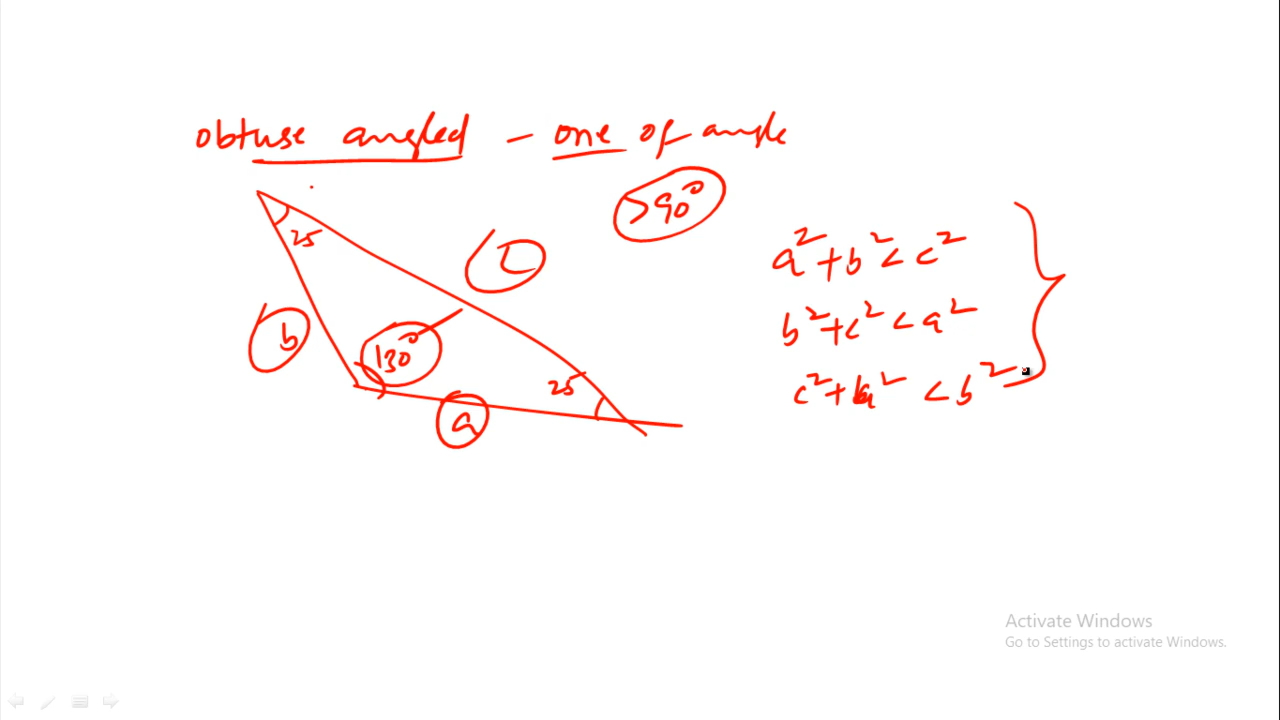 obtuse angled - one of angle
>90°
25
c
a² + b² < c²
b
130°
b² + c² < a²
25
c² + a² < b²
a
Activate Windows
Go to Settings to activate Windows.